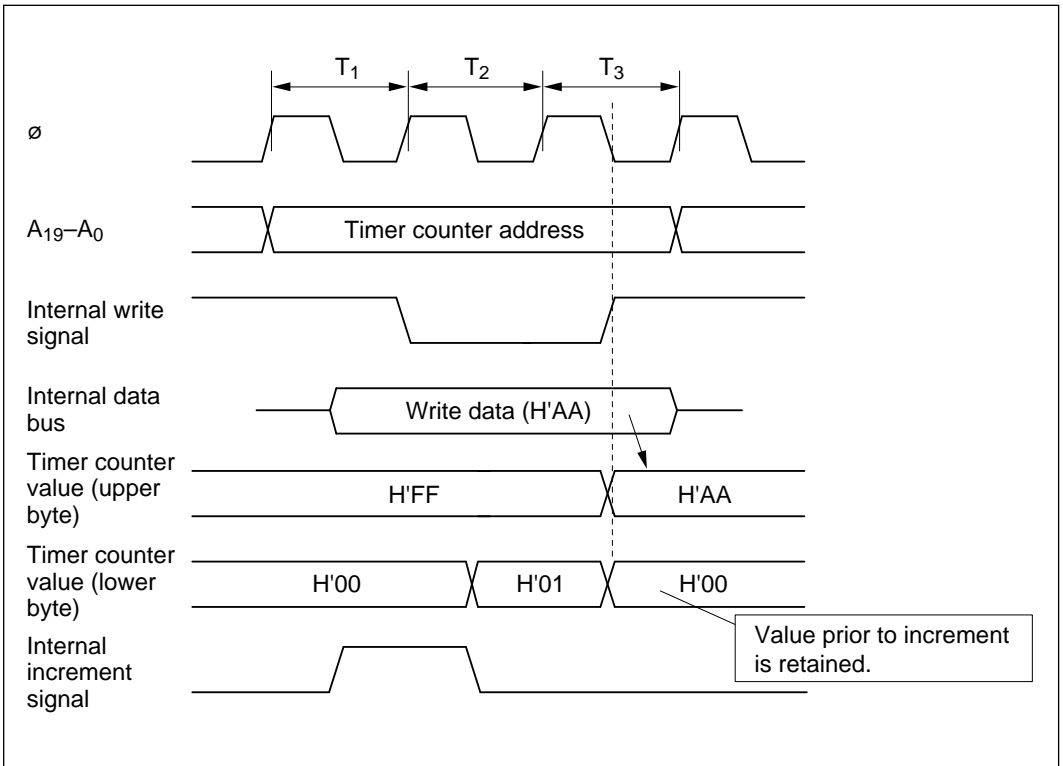 T1
T2
T3
ø
A19–A0
Timer counter address
Internal write
signal
Internal data
bus
Write data (H'AA)
Timer counter
value (upper
byte)
H'FF
H'AA
Timer counter
value (lower
byte)
H'00
H'01
H'00
Value prior to increment
is retained.
Internal
increment
signal